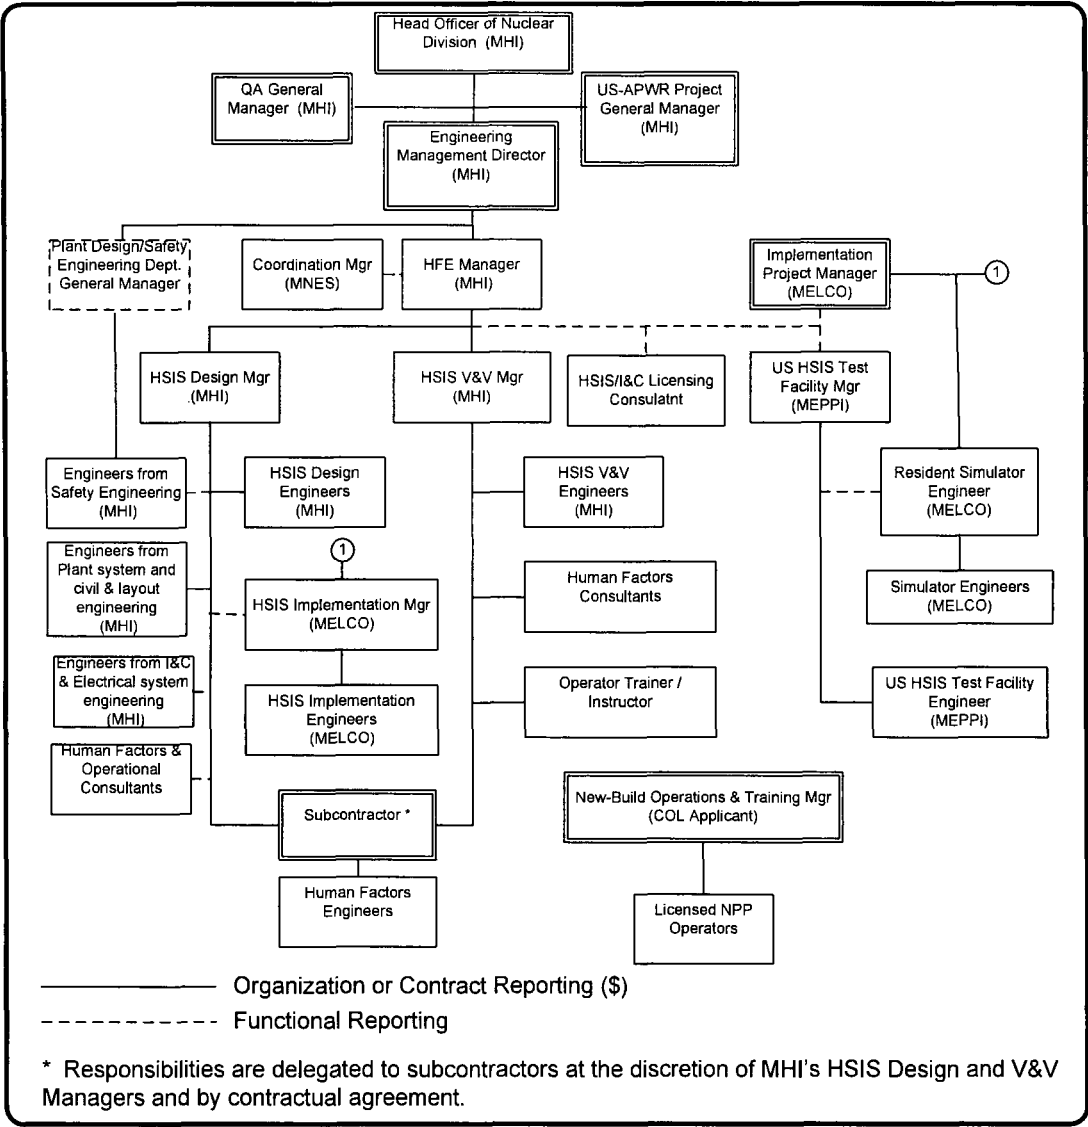 Head Officer of Nuclear
Division (MHI)
QA General
Manager (MHI)
US-APWR Project
General Manager
(MHI)
Engineering
Management Director
(MHI)
Plant Design/Safety
Engineering Dept.
General Manager
Coordination Mgr
(MNES)
HFE Manager
(MHI)
Implementation
Project Manager
(MELCO)
1
HSIS Design Mgr
(MHI)
HSIS V&V Mgr
(MHI)
HSIS/I&C Licensing
Consulatnt
US HSIS Test
Facility Mgr
(MEPPI)
Engineers from
Safety Engineering
(MHI)
HSIS Design
Engineers
(MHI)
HSIS V&V
Engineers
(MHI)
Resident Simulator
Engineer
(MELCO)
Engineers from
Plant system and
civil & layout
engineering
(MHI)
1
HSIS Implementation Mgr
(MELCO)
Human Factors
Consultants
Simulator Engineers
(MELCO)
Engineers from I&C
& Electrical system
engineering
(MHI)
HSIS Implementation
Engineers
(MELCO)
Operator Trainer /
Instructor
US HSIS Test Facility
Engineer
(MEPPI)
Human Factors &
Operational
Consultants
Subcontractor *
New-Build Operations & Training Mgr
(COL Applicant)
Human Factors
Engineers
Licensed NPP
Operators
Organization or Contract Reporting ($)
Functional Reporting
* Responsibilities are delegated to subcontractors at the discretion of MHI's HSIS Design and V&V
Managers and by contractual agreement.